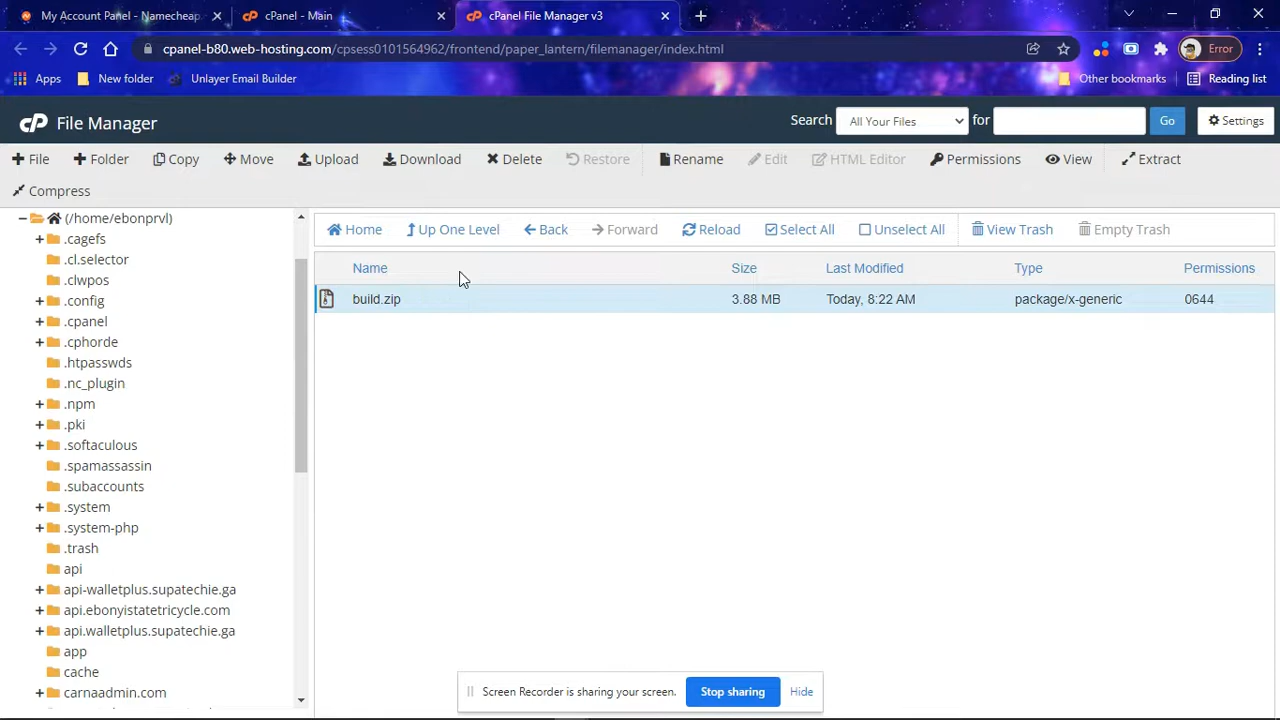 My Account Panel - Namecheap
cPanel - Main
cPanel File Manager v3
cpanel-b80.web-hosting.com/cpsess0101564962/frontend/paper_lantern/filemanager/index.html
Error
Apps
New folder
Unlayer Email Builder
Other bookmarks
Reading list
cP File Manager
Search
All Your Files
for
Go
Settings
File
Folder
Copy
Move
Upload
Download
Delete
Restore
Rename
Edit
HTML Editor
Permissions
View
Extract
Compress
(/home/ebonprvl)
.cagefs
.cl.selector
.clwpos
.config
.cpanel
.cphorde
.htpasswds
.nc_plugin
.npm
.pki
.softaculous
.spamassassin
.subaccounts
.system
.system-php
.trash
api
api-walletplus.supatechie.ga
api.ebonyistatetricycle.com
api.walletplus.supatechie.ga
app
cache
carnaadmin.com
Home
Up One Level
Back
Forward
Reload
Select All
Unselect All
View Trash
Empty Trash
Name Size Last Modified Type Permissions
build.zip 3.88 MB Today, 8:22 AM package/x-generic 0644
Screen Recorder is sharing your screen.
Stop sharing
Hide